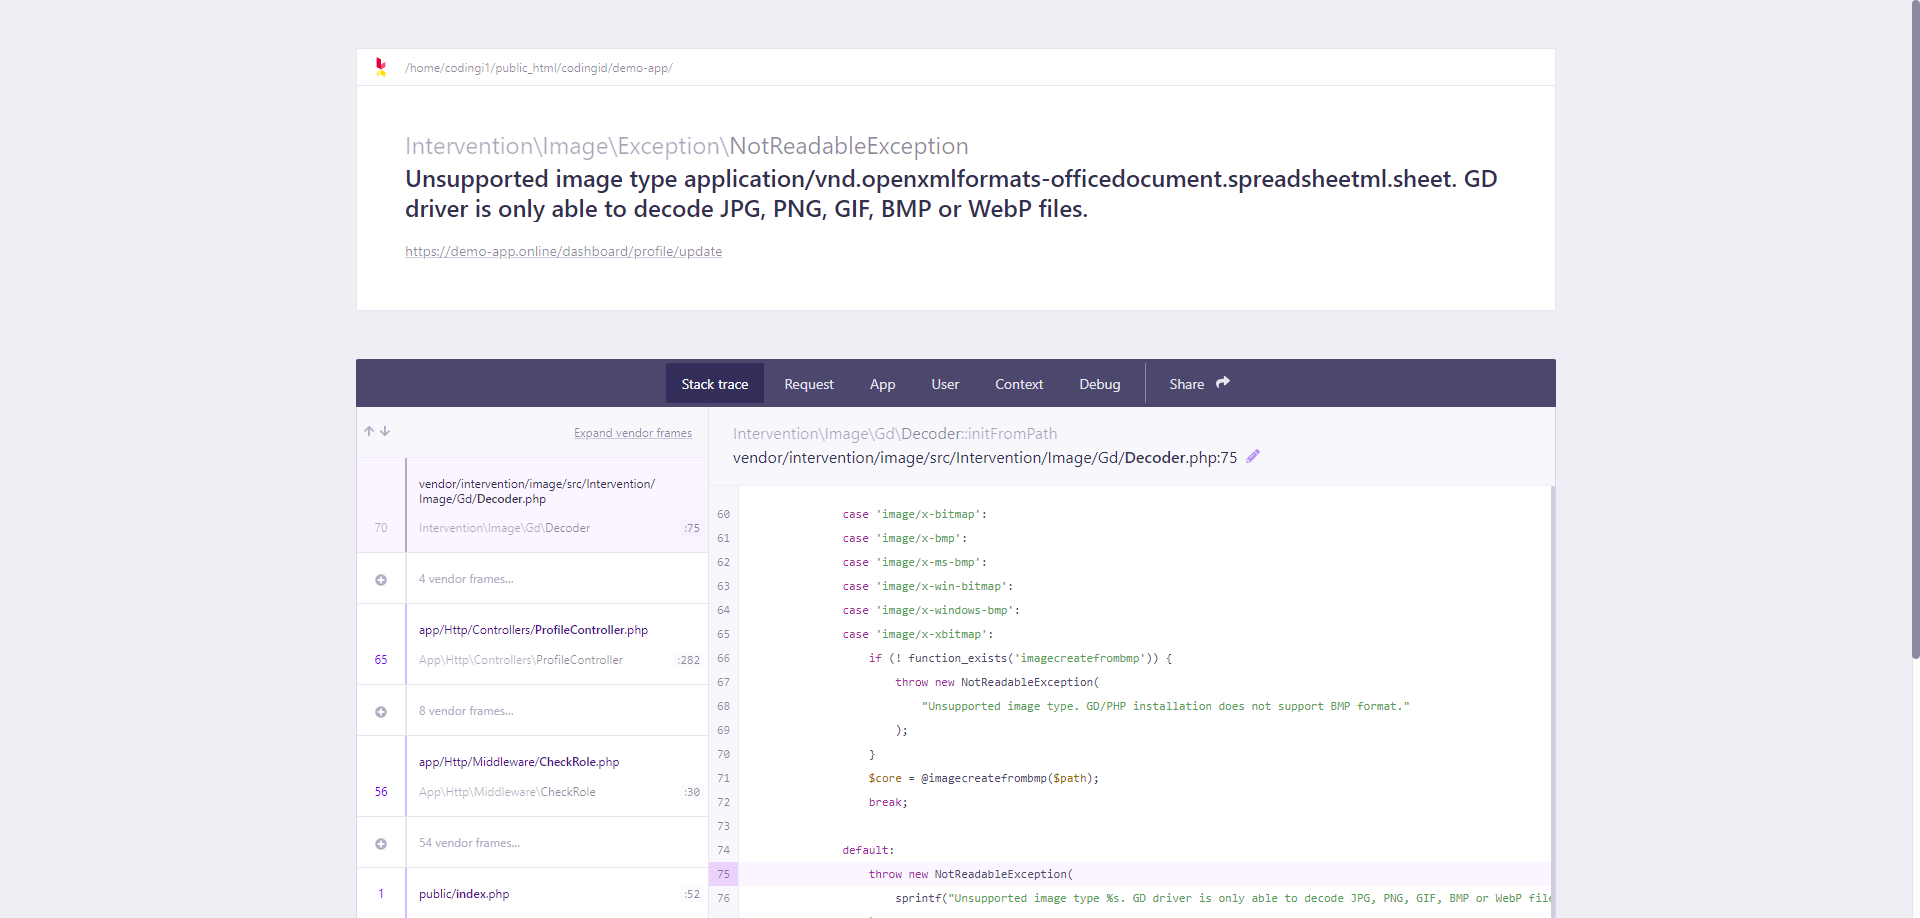 /home/codingi1/public_html/codingid/demo-app/
Intervention\Image\Exception\NotReadableException
Unsupported image type application/vnd.openxmlformats-officedocument.spreadsheetml.sheet. GD
driver is only able to decode JPG, PNG, GIF, BMP or WebP files.
https://demo-app.online/dashboard/profile/update
Stack trace Request App User Context Debug Share
Expand vendor frames
vendor/intervention/image/src/Intervention/
Image/Gd/Decoder.php
70 Intervention\Image\Gd\Decoder :75
4 vendor frames...
app/Http/Controllers/ProfileController.php
65 App\Http\Controllers\ProfileController :282
8 vendor frames...
app/Http/Middleware/CheckRole.php
56 App\Http\Middleware\CheckRole :30
54 vendor frames...
1 public/index.php :52
Intervention\Image\Gd\Decoder::initFromPath
vendor/intervention/image/src/Intervention/Image/Gd/Decoder.php:75
60 case 'image/x-bitmap':
61 case 'image/x-bmp':
62 case 'image/x-ms-bmp':
63 case 'image/x-win-bitmap':
64 case 'image/x-windows-bmp':
65 case 'image/x-xbitmap':
66 if (! function_exists('imagecreatefrombmp')) {
67 throw new NotReadableException(
68 "Unsupported image type. GD/PHP installation does not support BMP format."
69 );
70 }
71 $core = @imagecreatefrombmp($path);
72 break;
73
74 default:
75 throw new NotReadableException(
76 sprintf("Unsupported image type %s. GD driver is only able to decode JPG, PNG, GIF, BMP or WebP file